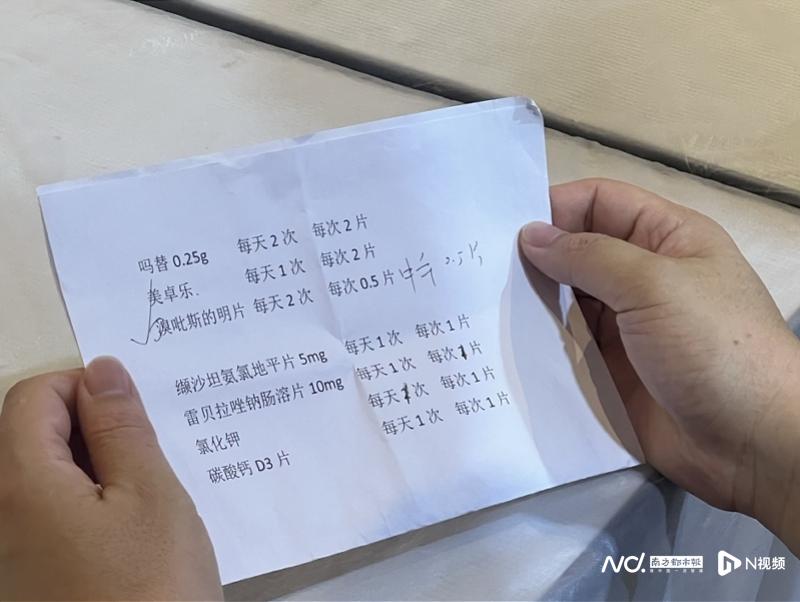 吗替 0.25g 每天 2 次 每次 2 片
美卓乐. 每天 1 次 每次 2 片
溴吡斯的明片 每天 2 次 每次 0.5 片 中午 0.5片
缬沙坦氨氯地平片 5mg 每天 1 次 每次 1 片
雷贝拉唑钠肠溶片 10mg 每天 1 次 每次 1 片
氯化钾 每天 1 次 每次 1 片
碳酸钙 D3 片 每天 1 次 每次 1 片
南方都市报
N视频